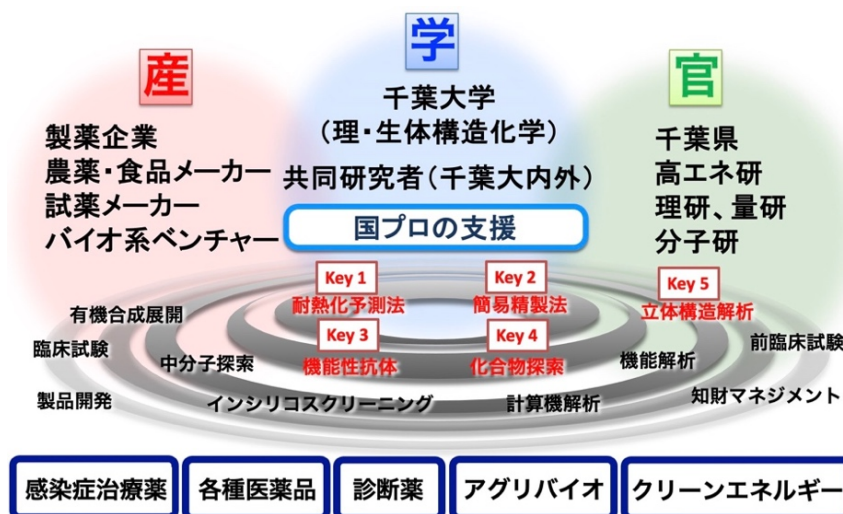 産
学
官
製薬企業
農薬・食品メーカー
試薬メーカー
バイオ系ベンチャー
千葉大学
(理・生体構造化学)
共同研究者(千葉大内外)
国プロの支援
千葉県
高エネ研
理研、量研
分子研
Key 1
耐熱化予測法
Key 2
簡易精製法
Key 5
立体構造解析
Key 3
機能性抗体
Key 4
化合物探索
有機合成展開
臨床試験
中分子探索
機能解析
前臨床試験
製品開発
インシリコスクリーニング
計算機解析
知財マネジメント
感染症治療薬
各種医薬品
診断薬
アグリバイオ
クリーンエネルギー